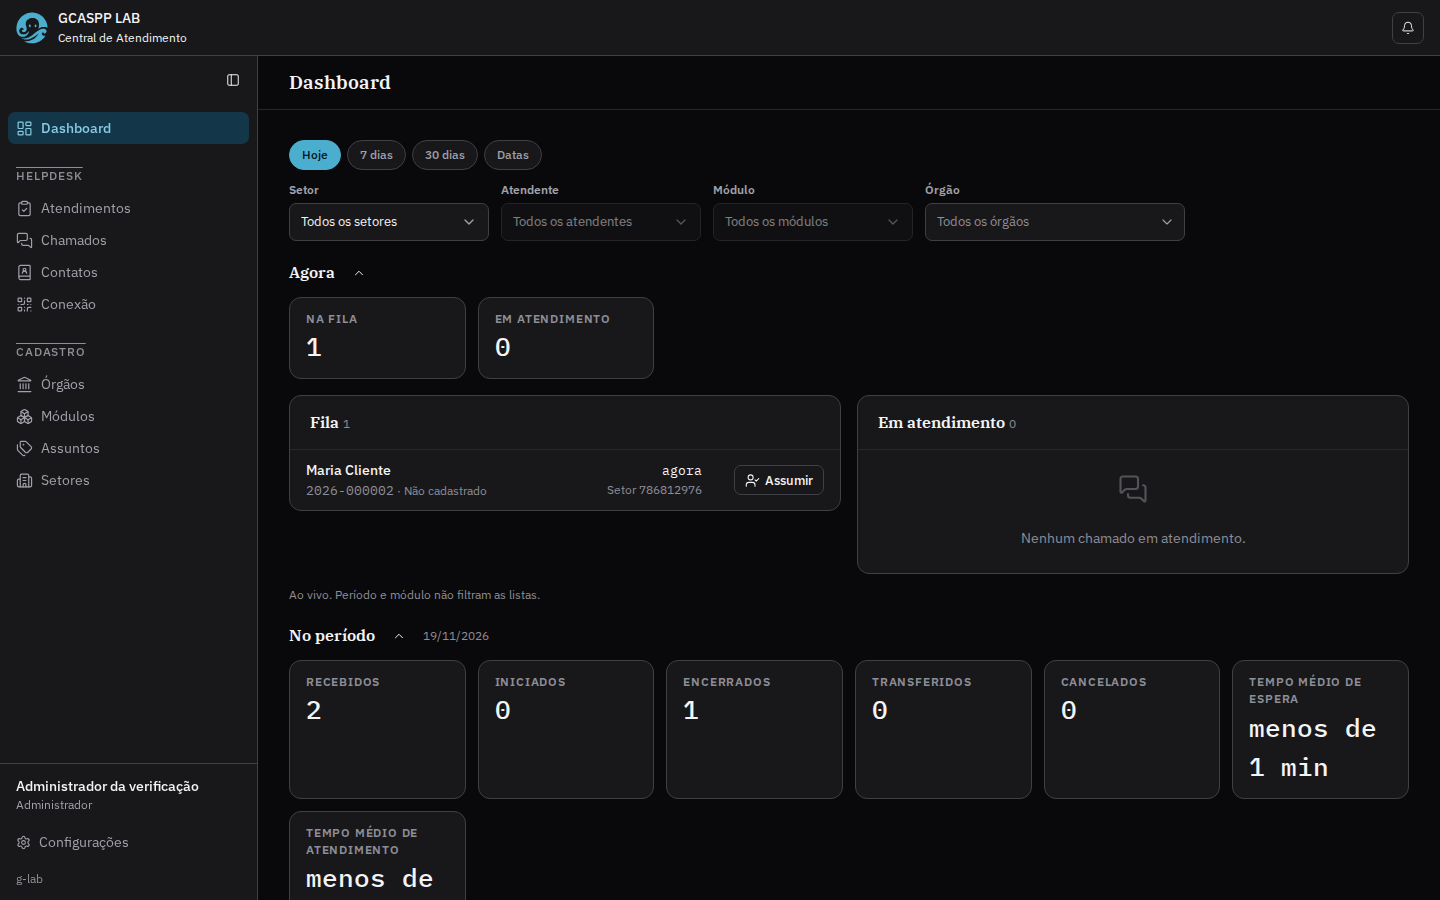 GCASPP LAB
Central de Atendimento
Dashboard
HELPDESK
Atendimentos
Chamados
Contatos
Conexão
CADASTRO
Órgãos
Módulos
Assuntos
Setores
Administrador da verificação
Administrador
Configurações
g-lab
Dashboard
Hoje 7 dias 30 dias Datas
Setor Atendente Módulo Órgão
Todos os setores Todos os atendentes Todos os módulos Todos os órgãos
Agora
NA FILA EM ATENDIMENTO
1 0
Fila 1
Maria Cliente agora
2026-000002 · Não cadastrado Setor 786812976
Assumir
Em atendimento 0
Nenhum chamado em atendimento.
Ao vivo. Período e módulo não filtram as listas.
No período 19/11/2026
RECEBIDOS
2
INICIADOS
0
ENCERRADOS
1
TRANSFERIDOS
0
CANCELADOS
0
TEMPO MÉDIO DE
ESPERA
menos de
1 min
TEMPO MÉDIO DE
ATENDIMENTO
menos de